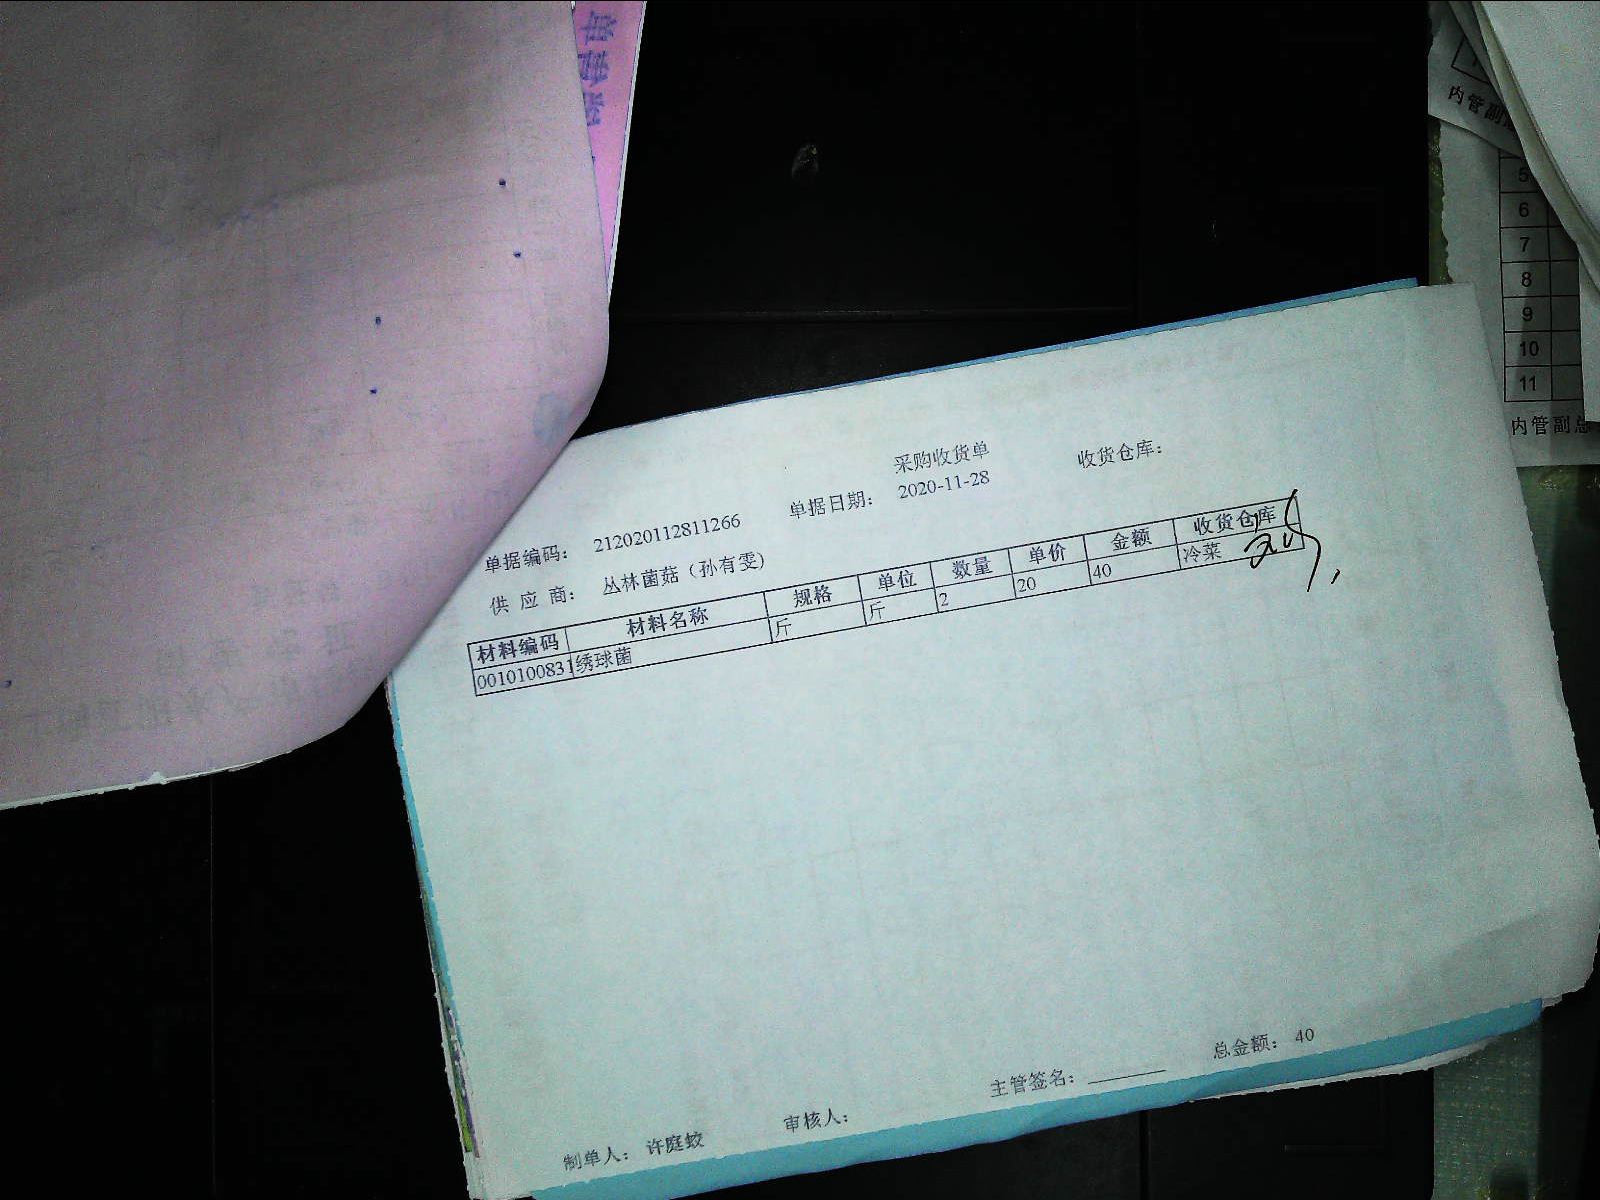 采购收货单
单据编码： 212020112811266 单据日期： 2020-11-28 收货仓库：
供 应 商： 丛林菌菇（孙有雯）
材料编码 材料名称 规格 单位 数量 单价 金额 收货仓库
0010100831 绣球菌 斤 斤 2 20 40 冷菜
制单人： 许庭蛟 审核人： 主管签名： 总金额： 40
内管副
5
6
7
8
9
10
11
内管副总